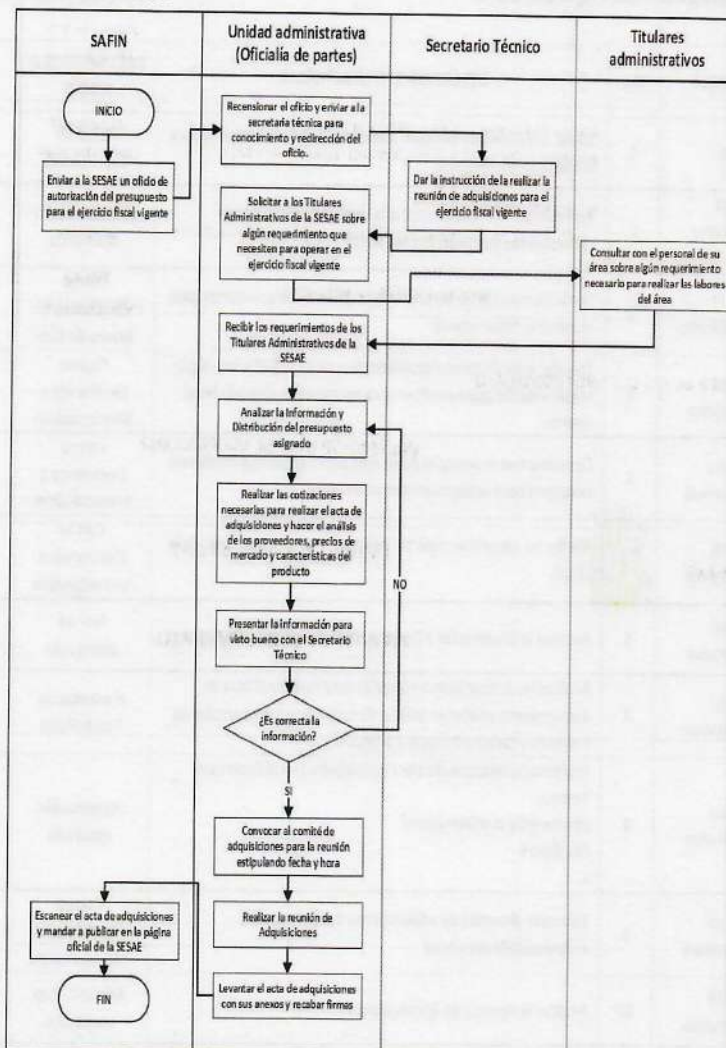 SAFIN
Unidad administrativa
(Oficialía de partes)
Secretario Técnico
Titulares
administrativos
INICIO
Enviar a la SESAE un oficio de
autorización del presupuesto
para el ejercicio fiscal vigente
Recensionar el oficio y enviar a la
secretaria técnica para
conocimiento y redirección del
oficio.
Dar la instrucción de la realizar la
reunión de adquisiciones para el
ejercicio fiscal vigente
Solicitar a los Titulares
Administrativos de la SESAE sobre
algún requerimiento que
necesiten para operar en el
ejercicio fiscal vigente
Consultar con el personal de su
área sobre algún requerimiento
necesario para realizar las labores
del área
Recibir los requerimientos de los
Titulares Administrativos de la
SESAE
Analizar la Información y
Distribución del presupuesto
asignado
Realizar las cotizaciones
necesarias para realizar el acta de
adquisiciones y hacer el análisis
de los proveedores, precios de
mercado y características del
producto
NO
Presentar la información para
visto bueno con el Secretario
Técnico
¿Es correcta la
información?
SI
Convocar al comité de
adquisiciones para la reunión
estipulando fecha y hora
Realizar la reunión de
Adquisiciones
Levantar el acta de adquisiciones
con sus anexos y recabar firmas
Escanear el acta de adquisiciones
y mandar a publicar en la página
oficial de la SESAE
FIN